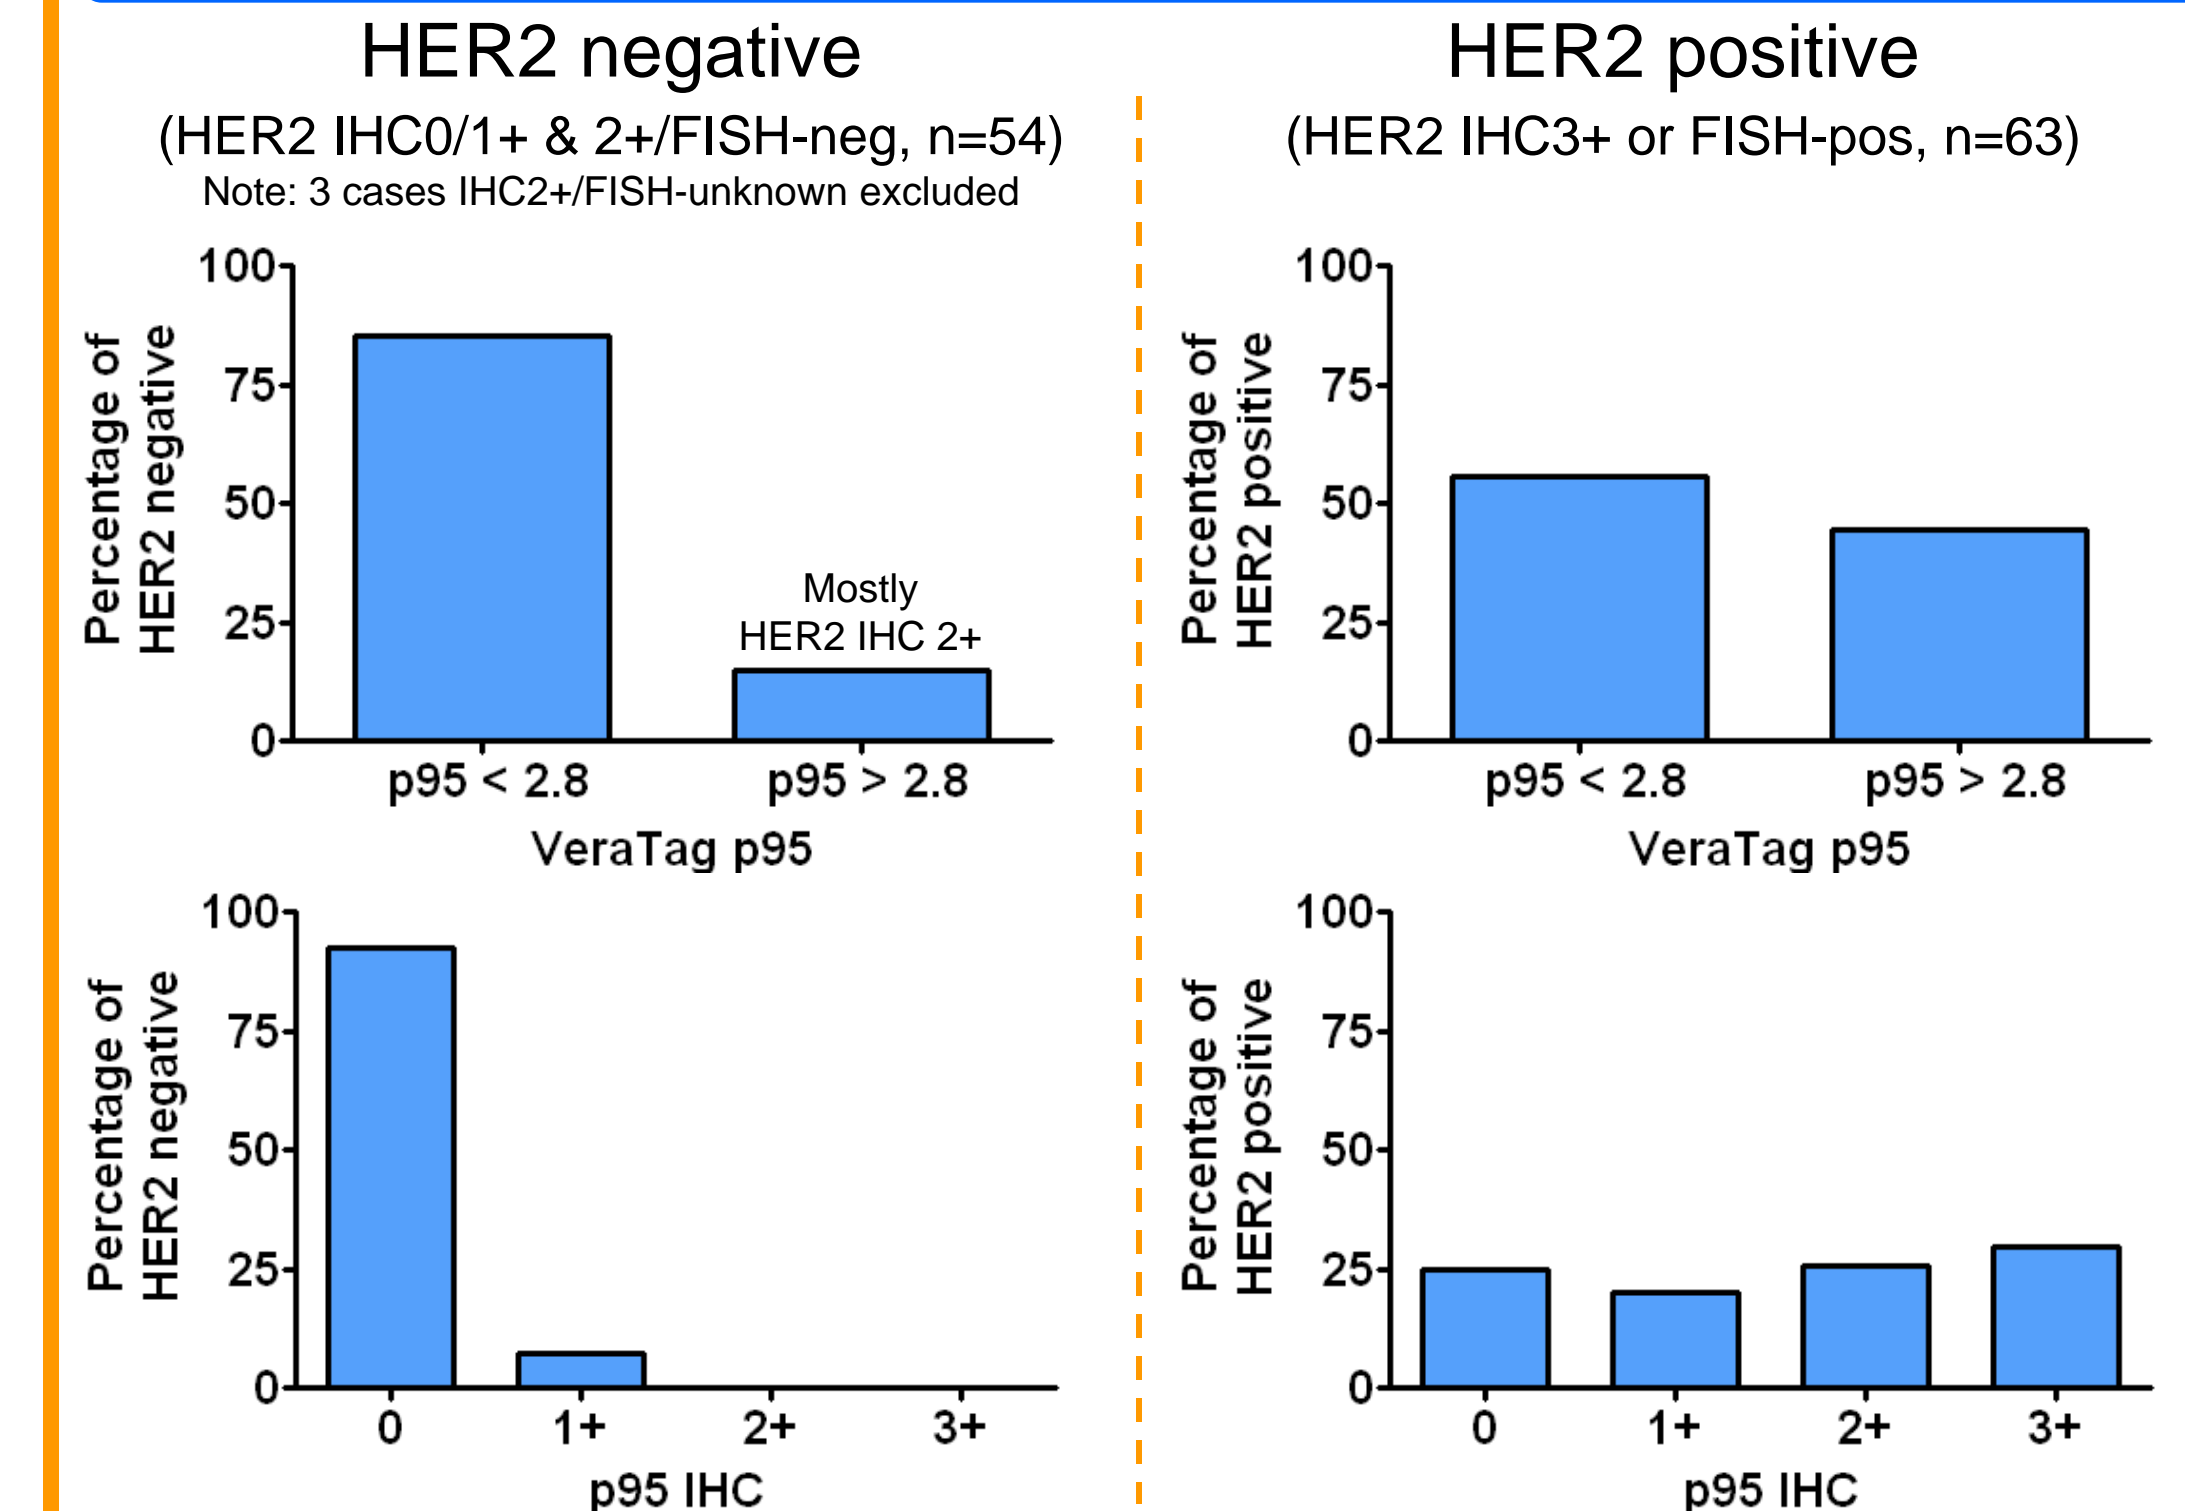 HER2 negative
(HER2 IHC0/1+ & 2+/FISH-neg, n=54)
Note: 3 cases IHC2+/FISH-unknown excluded
Percentage of
HER2 negative
100
75
50
25
0
Mostly
HER2 IHC 2+
p95 < 2.8
p95 > 2.8
VeraTag p95
Percentage of
HER2 negative
100
75
50
25
0
0
1+
2+
3+
p95 IHC
HER2 positive
(HER2 IHC3+ or FISH-pos, n=63)
Percentage of
HER2 positive
100
75
50
25
0
p95 < 2.8
p95 > 2.8
VeraTag p95
Percentage of
HER2 positive
100
75
50
25
0
0
1+
2+
3+
p95 IHC